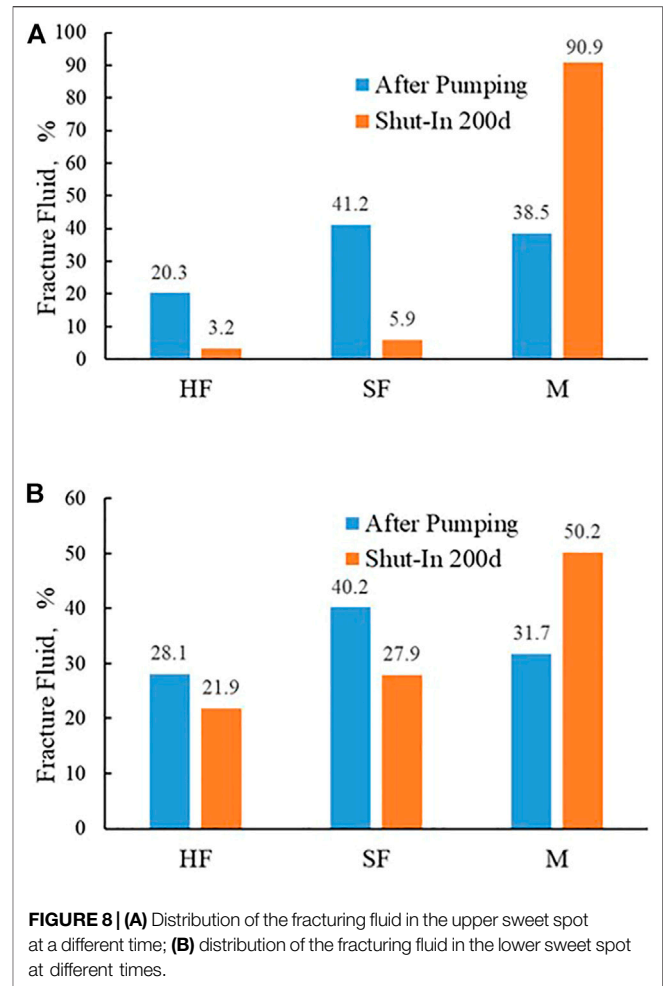 A
100
90
80
70
60
50
40
30
20
10
0
Fracture Fluid, %
After Pumping
Shut-In 200d
20.3
3.2
41.2
5.9
38.5
90.9
HF
SF
M
B
60
50
40
30
20
10
0
Fracture Fluid, %
After Pumping
Shut-In 200d
28.1
21.9
40.2
27.9
31.7
50.2
HF
SF
M
FIGURE 8 | (A) Distribution of the fracturing fluid in the upper sweet spot
at a different time; (B) distribution of the fracturing fluid in the lower sweet spot
at different times.